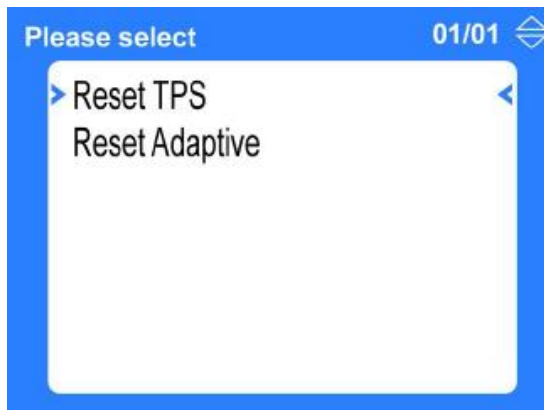 Please select 01/01
> Reset TPS <
Reset Adaptive